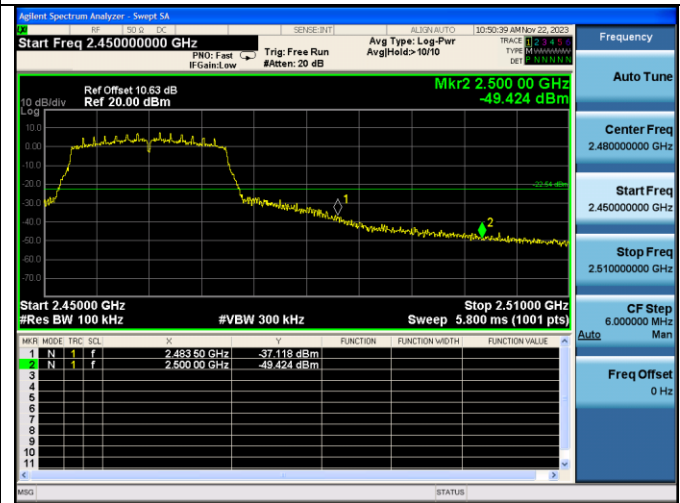 Agilent Spectrum Analyzer - Swept SA
RF 50 Ω DC SENSE:INT ALIGN AUTO 10:50:39 AM Nov 22, 2023
Start Freq 2.450000000 GHz
PNO: Fast
IFGain:Low
Trig: Free Run
#Atten: 20 dB
Avg Type: Log-Pwr
Avg|Hold:> 10/10
TRACE 1 2 3 4 5 6
TYPE M
DET P N N N N N
Mkr2 2.500 00 GHz
-49.424 dBm
Ref Offset 10.63 dB
10 dB/div Ref 20.00 dBm
Log
10.0
0.00
-10.0
-20.0
-30.0
-40.0
-50.0
-60.0
-70.0
-22.54 dBm
1
2
Start 2.45000 GHz Stop 2.51000 GHz
#Res BW 100 kHz #VBW 300 kHz Sweep 5.800 ms (1001 pts)
MKR MODE TRC SCL X Y FUNCTION FUNCTION WIDTH FUNCTION VALUE
1 N 1 f 2.483 50 GHz -37.118 dBm
2 N 1 f 2.500 00 GHz -49.424 dBm
3
4
5
6
7
8
9
10
11
MSG STATUS
Frequency
Auto Tune
Center Freq
2.480000000 GHz
Start Freq
2.450000000 GHz
Stop Freq
2.510000000 GHz
CF Step
6.000000 MHz
Auto Man
Freq Offset
0 Hz